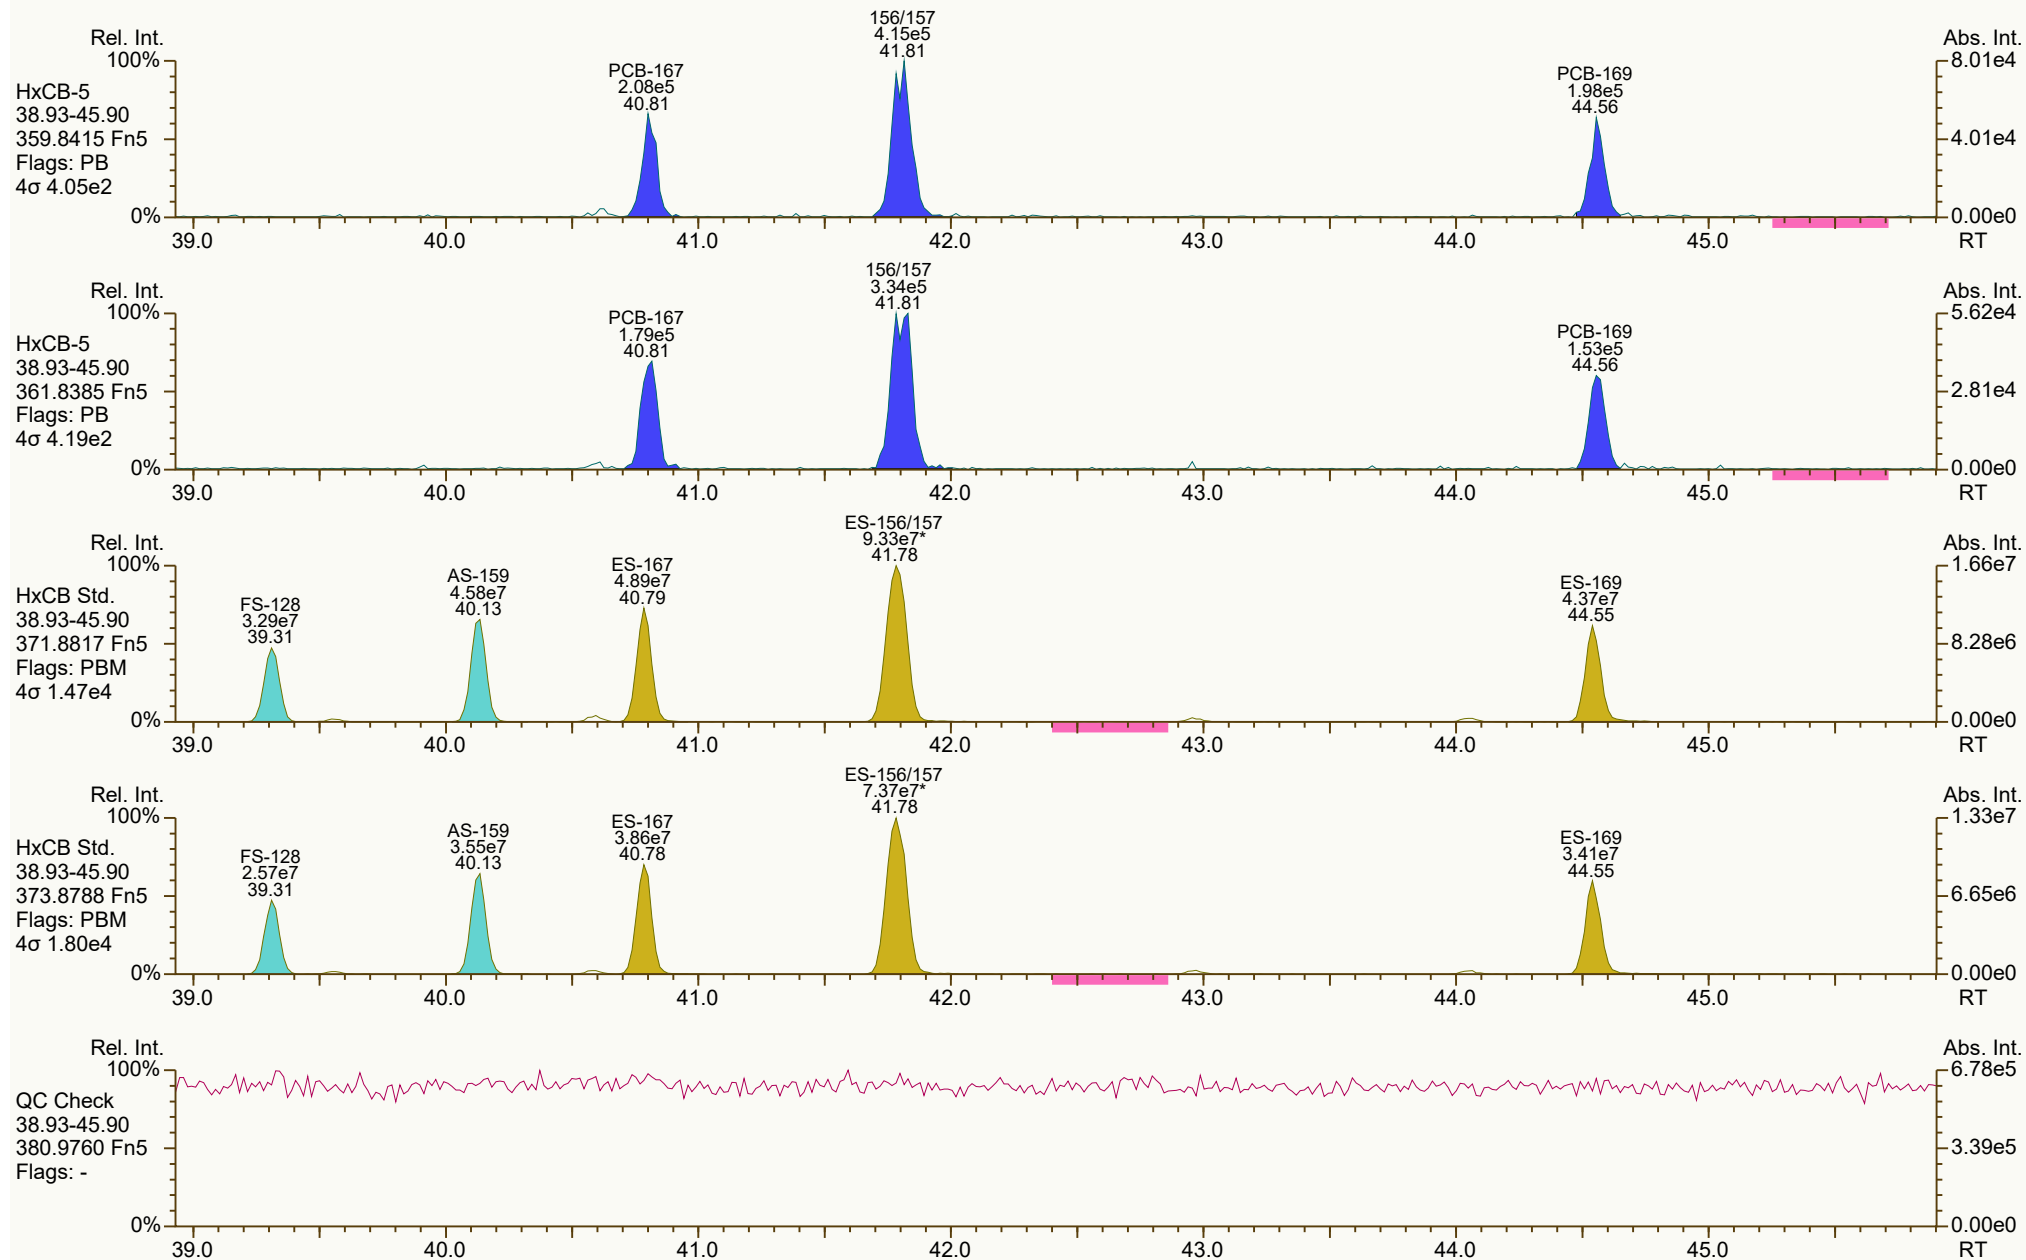 Rel. Int.
100%
0%
HxCB-5
38.93-45.90
359.8415 Fn5
Flags: PB
4σ 4.05e2
PCB-167
2.08e5
40.81
156/157
4.15e5
41.81
PCB-169
1.98e5
44.56
Abs. Int.
8.01e4
4.01e4
0.00e0
39.0 40.0 41.0 42.0 43.0 44.0 45.0 RT
Rel. Int.
100%
0%
HxCB-5
38.93-45.90
361.8385 Fn5
Flags: PB
4σ 4.19e2
PCB-167
1.79e5
40.81
156/157
3.34e5
41.81
PCB-169
1.53e5
44.56
Abs. Int.
5.62e4
2.81e4
0.00e0
39.0 40.0 41.0 42.0 43.0 44.0 45.0 RT
Rel. Int.
100%
0%
HxCB Std.
38.93-45.90
371.8817 Fn5
Flags: PBM
4σ 1.47e4
FS-128
3.29e7
39.31
AS-159
4.58e7
40.13
ES-167
4.89e7
40.79
ES-156/157
9.33e7*
41.78
ES-169
4.37e7
44.55
Abs. Int.
1.66e7
8.28e6
0.00e0
39.0 40.0 41.0 42.0 43.0 44.0 45.0 RT
Rel. Int.
100%
0%
HxCB Std.
38.93-45.90
373.8788 Fn5
Flags: PBM
4σ 1.80e4
FS-128
2.57e7
39.31
AS-159
3.55e7
40.13
ES-167
3.86e7
40.78
ES-156/157
7.37e7*
41.78
ES-169
3.41e7
44.55
Abs. Int.
1.33e7
6.65e6
0.00e0
39.0 40.0 41.0 42.0 43.0 44.0 45.0 RT
Rel. Int.
100%
0%
QC Check
38.93-45.90
380.9760 Fn5
Flags: -
Abs. Int.
6.78e5
3.39e5
0.00e0
39.0 40.0 41.0 42.0 43.0 44.0 45.0 RT